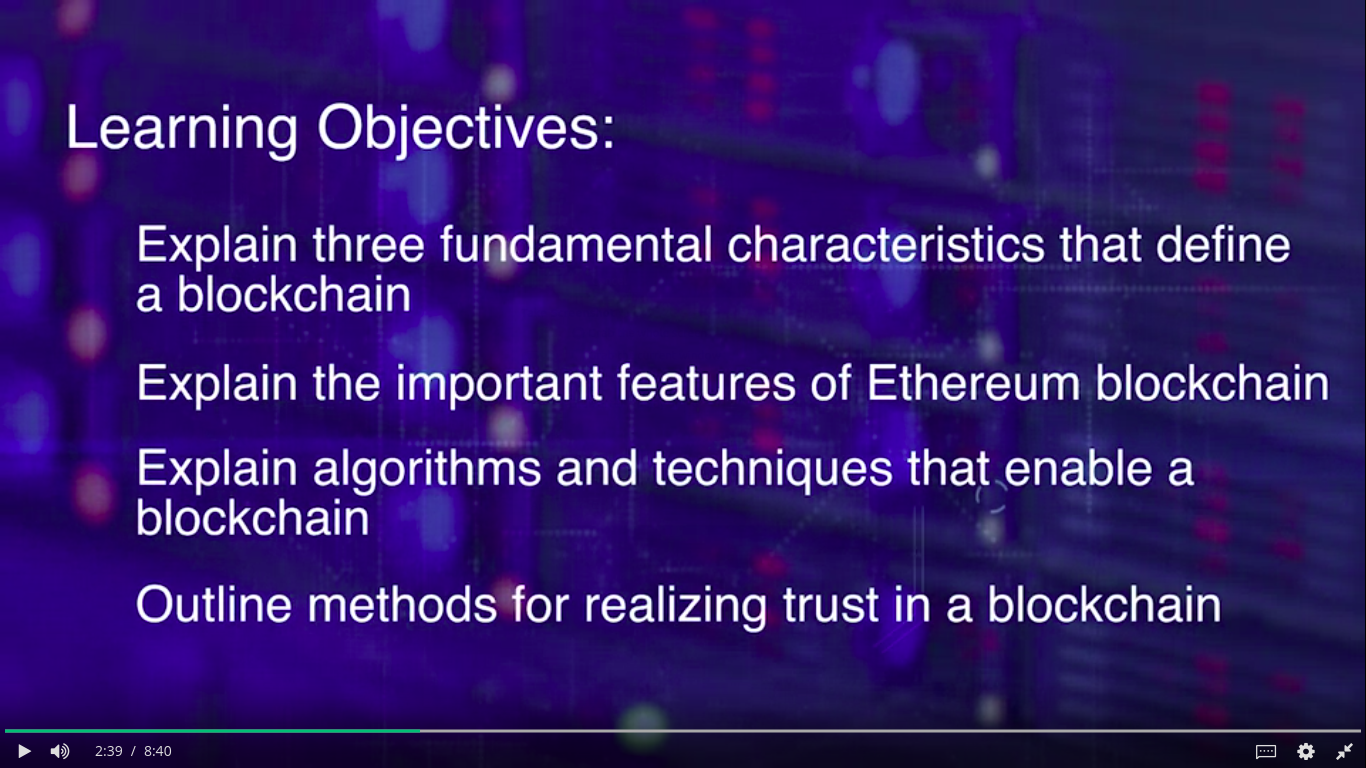 Learning Objectives:
Explain three fundamental characteristics that define
a blockchain
Explain the important features of Ethereum blockchain
Explain algorithms and techniques that enable a
blockchain
Outline methods for realizing trust in a blockchain
2:39 / 8:40